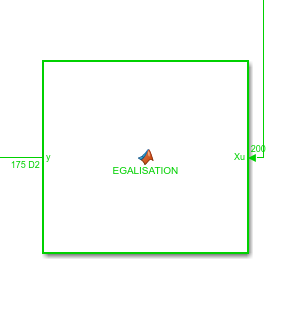 200
y
Xu
175 D2
EGALISATION